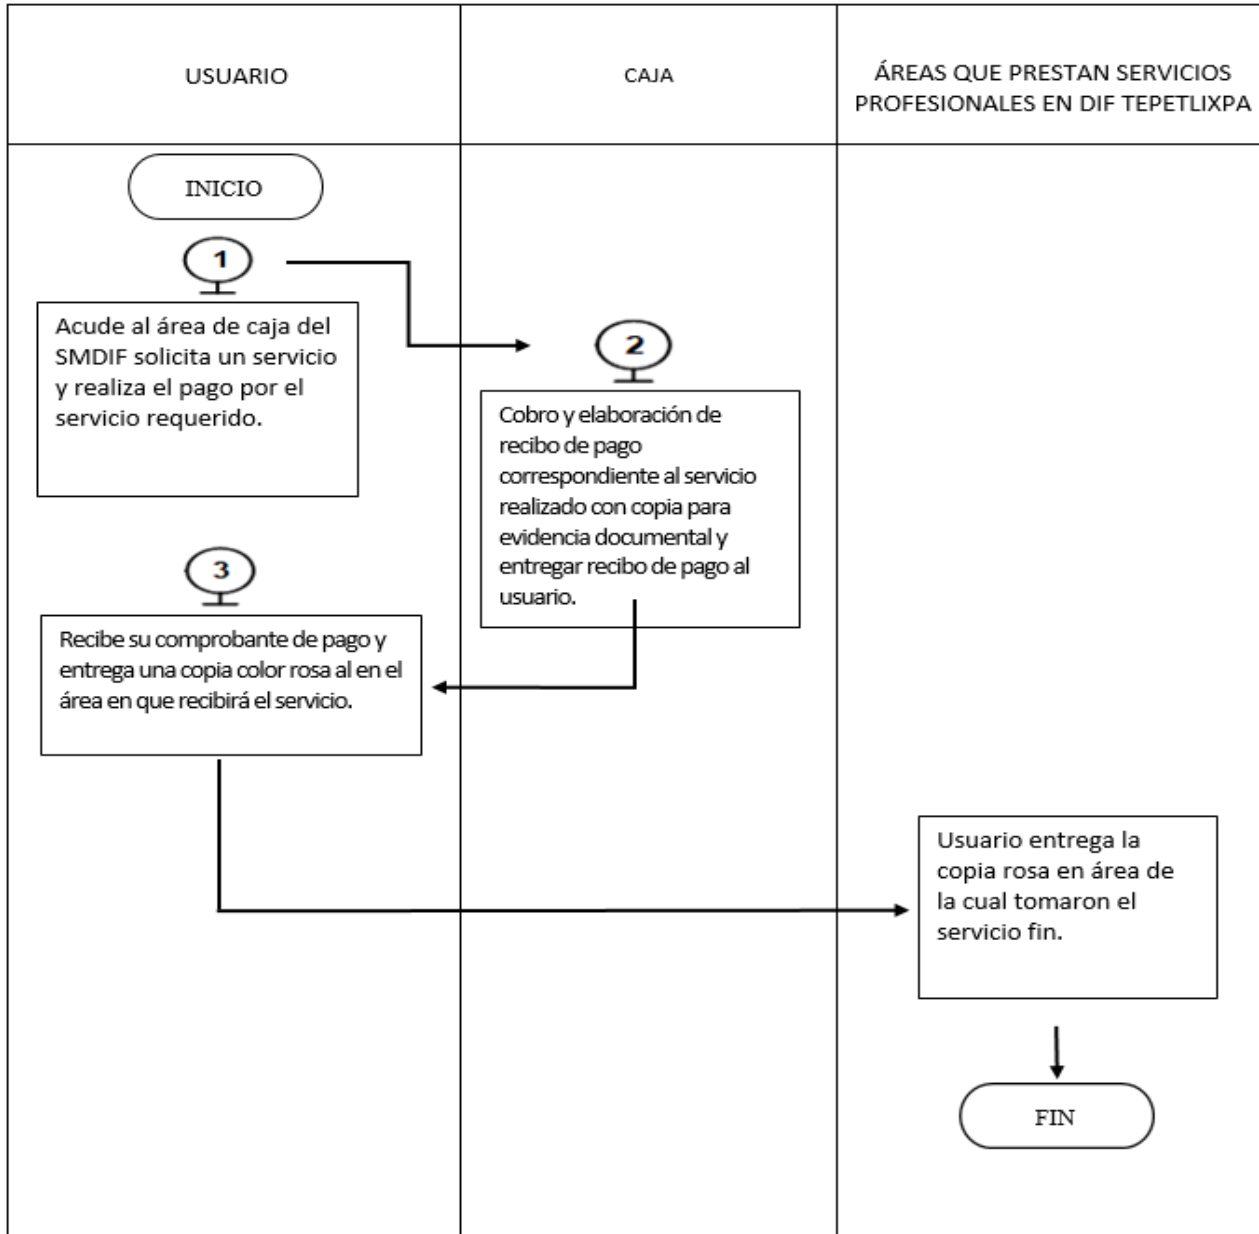 USUARIO
CAJA
ÁREAS QUE PRESTAN SERVICIOS
PROFESIONALES EN DIF TEPETLIXPA
INICIO
1
Acude al área de caja del
SMDIF solicita un servicio
y realiza el pago por el
servicio requerido.
2
Cobro y elaboración de
recibo de pago
correspondiente al servicio
realizado con copia para
evidencia documental y
entregar recibo de pago al
usuario.
3
Recibe su comprobante de pago y
entrega una copia color rosa al en el
área en que recibirá el servicio.
Usuario entrega la
copia rosa en área de
la cual tomaron el
servicio fin.
FIN